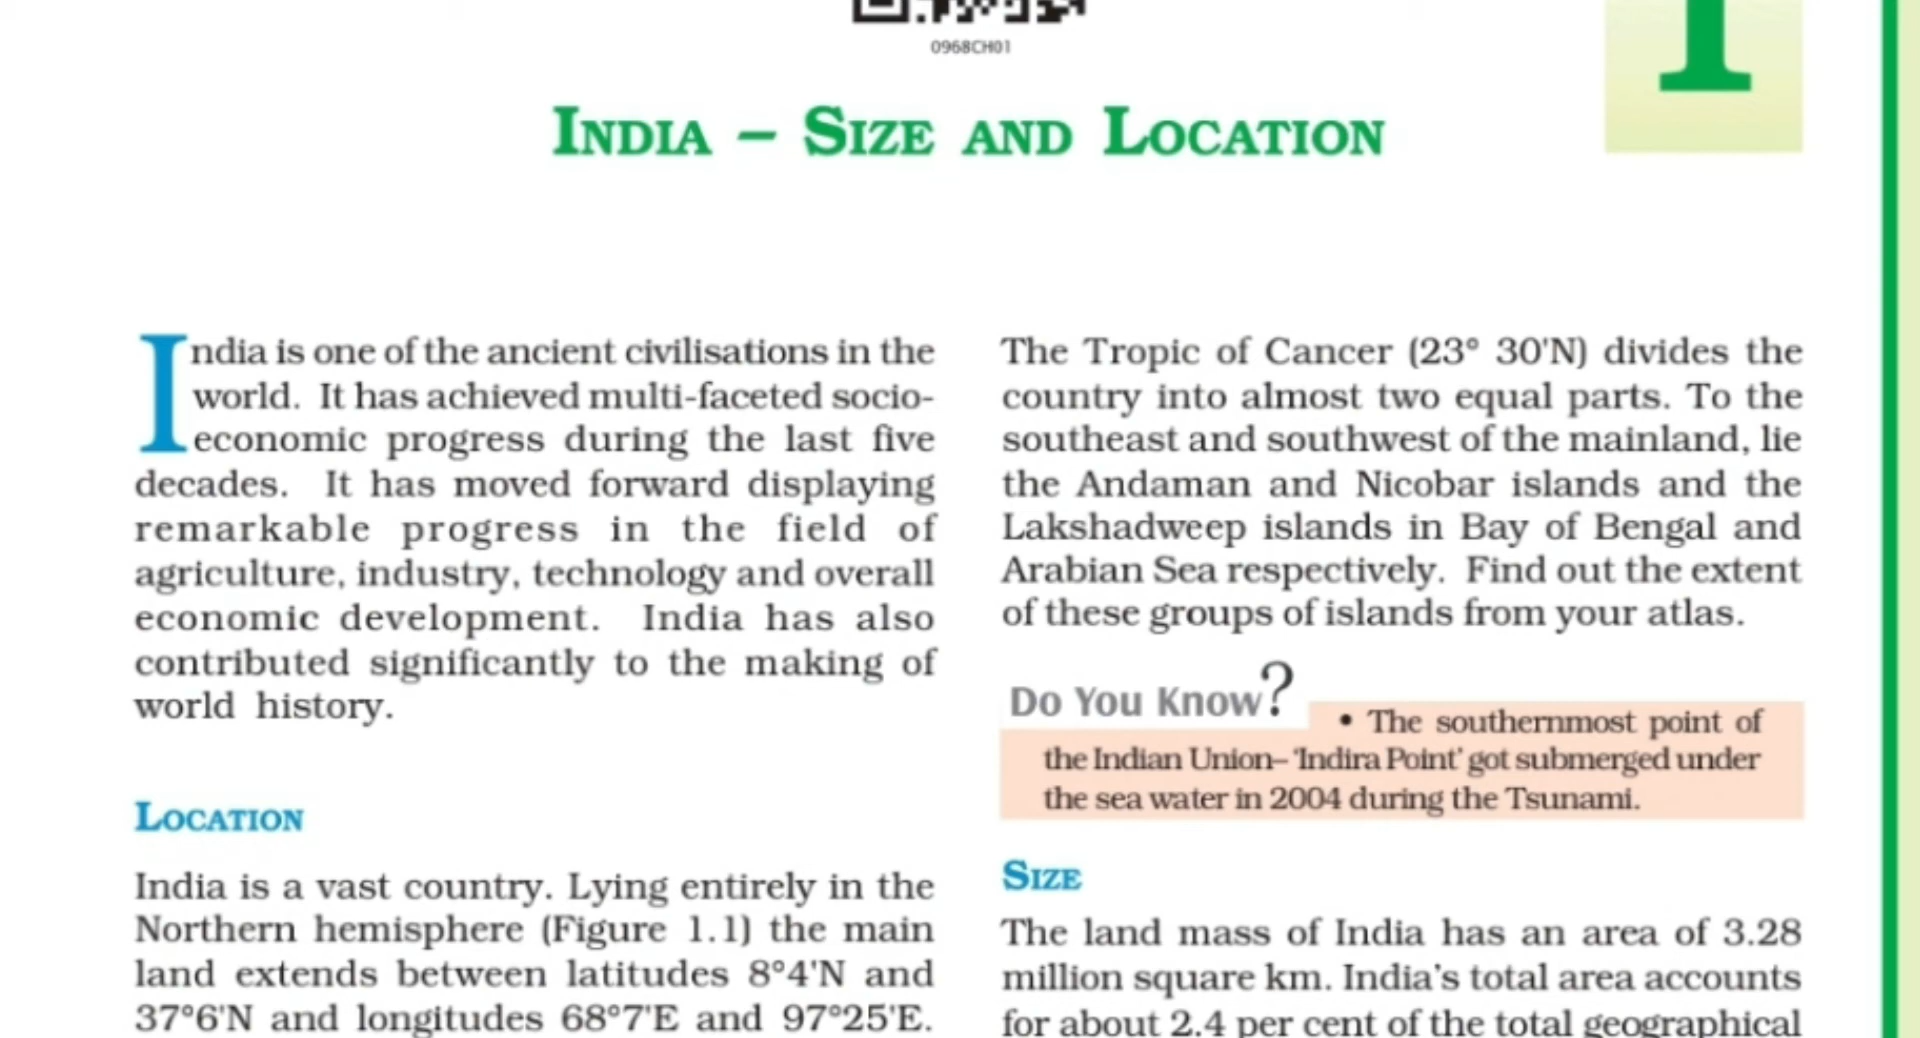 0968CH01
1
INDIA – SIZE AND LOCATION
India is one of the ancient civilisations in the
world. It has achieved multi-faceted socio-
economic progress during the last five
decades. It has moved forward displaying
remarkable progress in the field of
agriculture, industry, technology and overall
economic development. India has also
contributed significantly to the making of
world history.
LOCATION
India is a vast country. Lying entirely in the
Northern hemisphere (Figure 1.1) the main
land extends between latitudes 8°4'N and
37°6'N and longitudes 68°7'E and 97°25'E.
The Tropic of Cancer (23° 30'N) divides the
country into almost two equal parts. To the
southeast and southwest of the mainland, lie
the Andaman and Nicobar islands and the
Lakshadweep islands in Bay of Bengal and
Arabian Sea respectively. Find out the extent
of these groups of islands from your atlas.
Do You Know?
• The southernmost point of
the Indian Union– 'Indira Point' got submerged under
the sea water in 2004 during the Tsunami.
SIZE
The land mass of India has an area of 3.28
million square km. India's total area accounts
for about 2.4 per cent of the total geographical